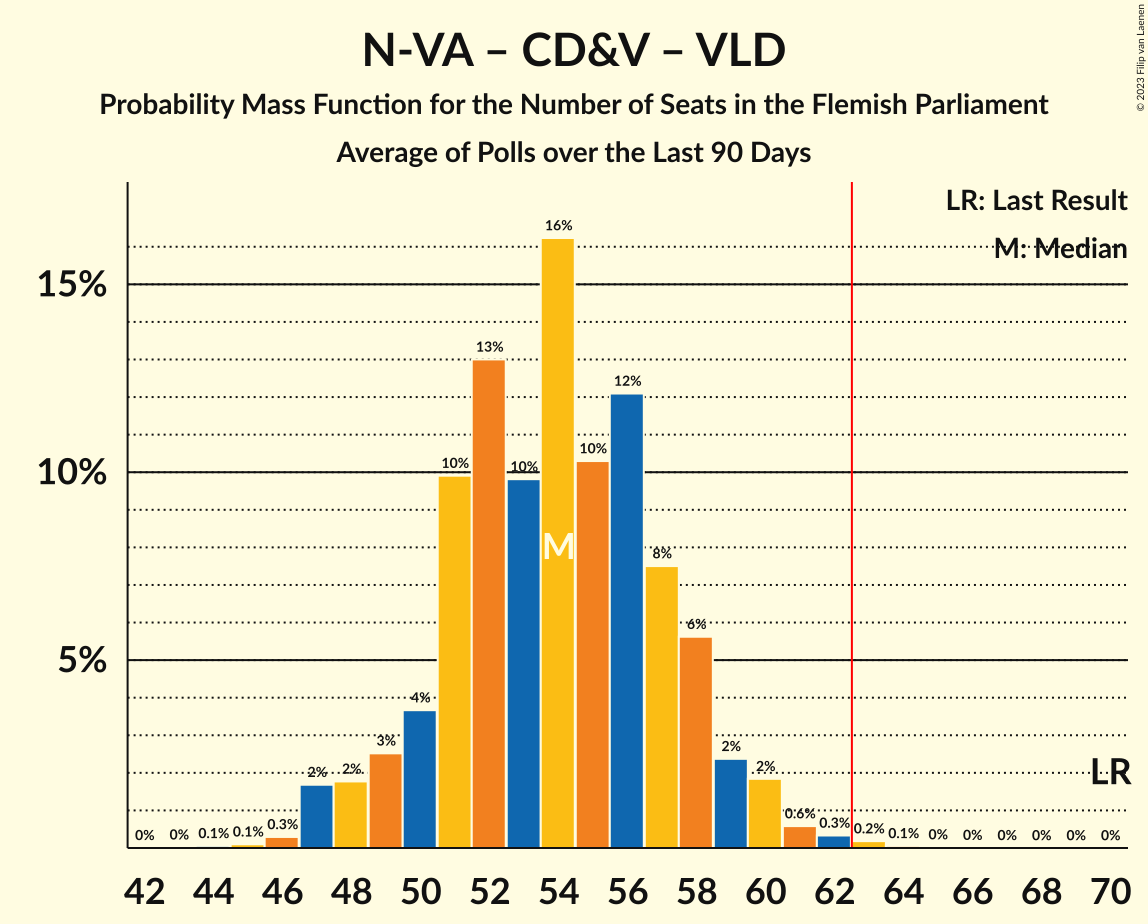 N-VA – CD&V – VLD
Probability Mass Function for the Number of Seats in the Flemish Parliament
Average of Polls over the Last 90 Days
© 2023 Filip van Laenen
LR: Last Result
M: Median
15%
10%
5%
0% 0% 0.1% 0.1% 0.3% 2% 2% 3% 4% 10% 13% 10% 16% 10% 12% 8% 6% 2% 2% 0.6% 0.3% 0.2% 0.1% 0% 0% 0% 0% 0% 0%
M
LR
42 44 46 48 50 52 54 56 58 60 62 64 66 68 70